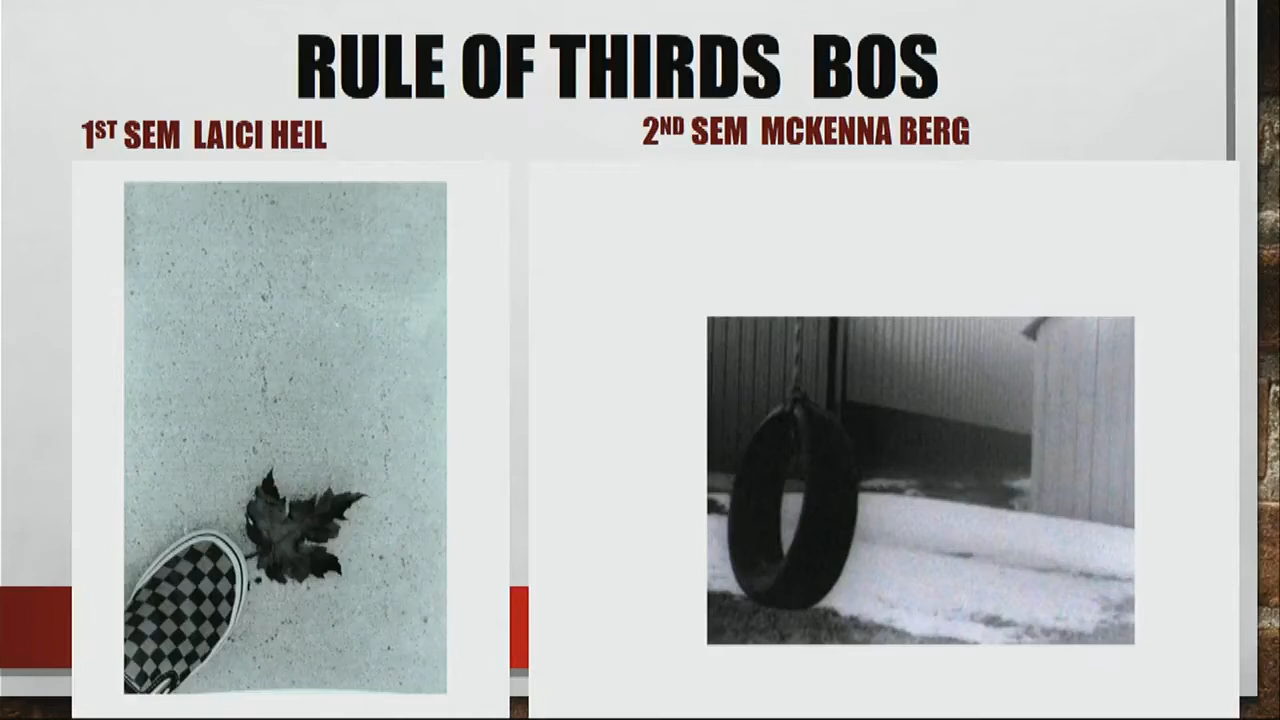 RULE OF THIRDS BOS
1ST SEM LAICI HEIL
2ND SEM MCKENNA BERG